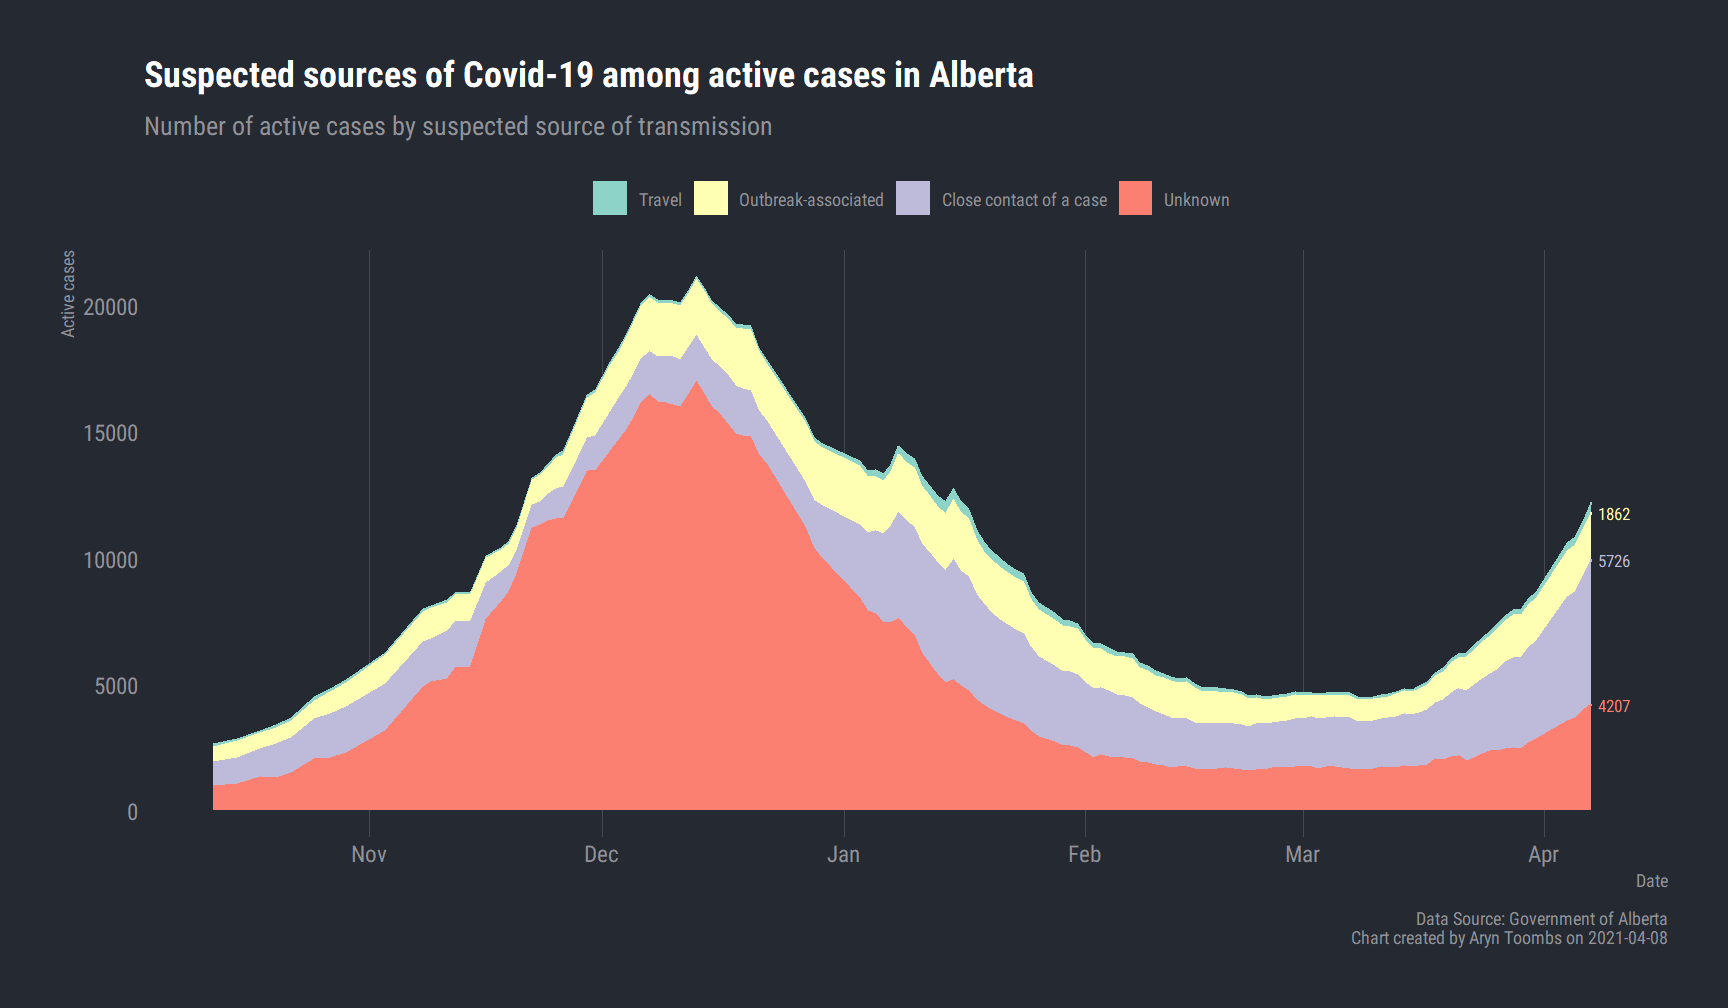 Suspected sources of Covid-19 among active cases in Alberta
Number of active cases by suspected source of transmission
Travel Outbreak-associated Close contact of a case Unknown
Active cases
20000
15000
10000
5000
0
1862
5726
4207
Nov Dec Jan Feb Mar Apr
Date
Data Source: Government of Alberta
Chart created by Aryn Toombs on 2021-04-08